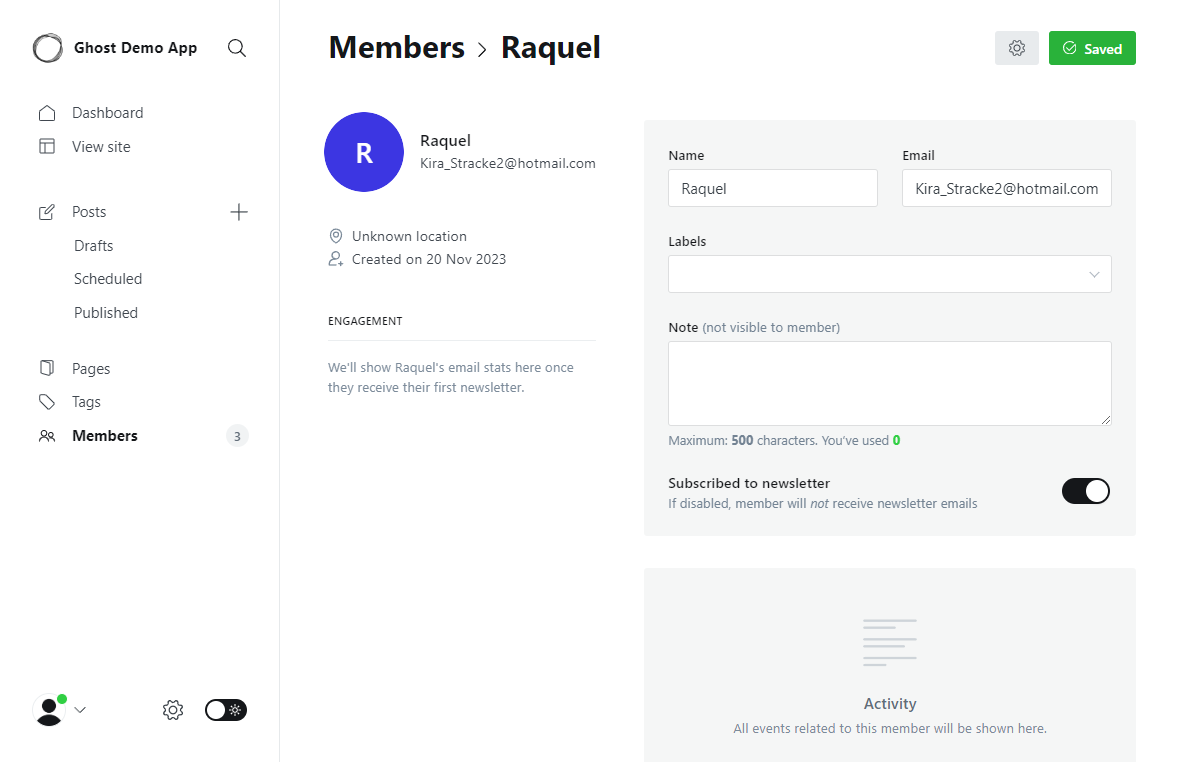 Ghost Demo App
Dashboard
View site
Posts
Drafts
Scheduled
Published
Pages
Tags
Members
3
Members > Raquel
Saved
R
Raquel
Kira_Stracke2@hotmail.com
Unknown location
Created on 20 Nov 2023
ENGAGEMENT
We'll show Raquel's email stats here once
they receive their first newsletter.
Name
Raquel
Email
Kira_Stracke2@hotmail.com
Labels
Note (not visible to member)
Maximum: 500 characters. You've used 0
Subscribed to newsletter
If disabled, member will not receive newsletter emails
Activity
All events related to this member will be shown here.